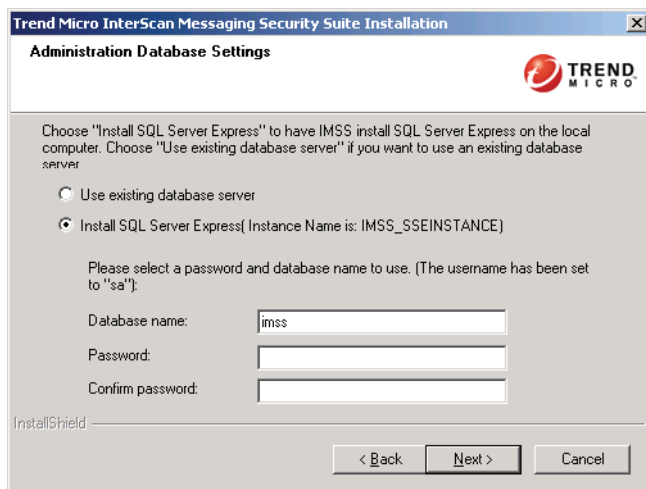 Trend Micro InterScan Messaging Security Suite Installation
Administration Database Settings
TREND
MICRO
Choose "Install SQL Server Express" to have IMSS install SQL Server Express on the local
computer. Choose "Use existing database server" if you want to use an existing database
server
Use existing database server
Install SQL Server Express( Instance Name is: IMSS_SSEINSTANCE)
Please select a password and database name to use. (The username has been set
to "sa"):
Database name:
imss
Password:
Confirm password:
InstallShield
< Back
Next >
Cancel